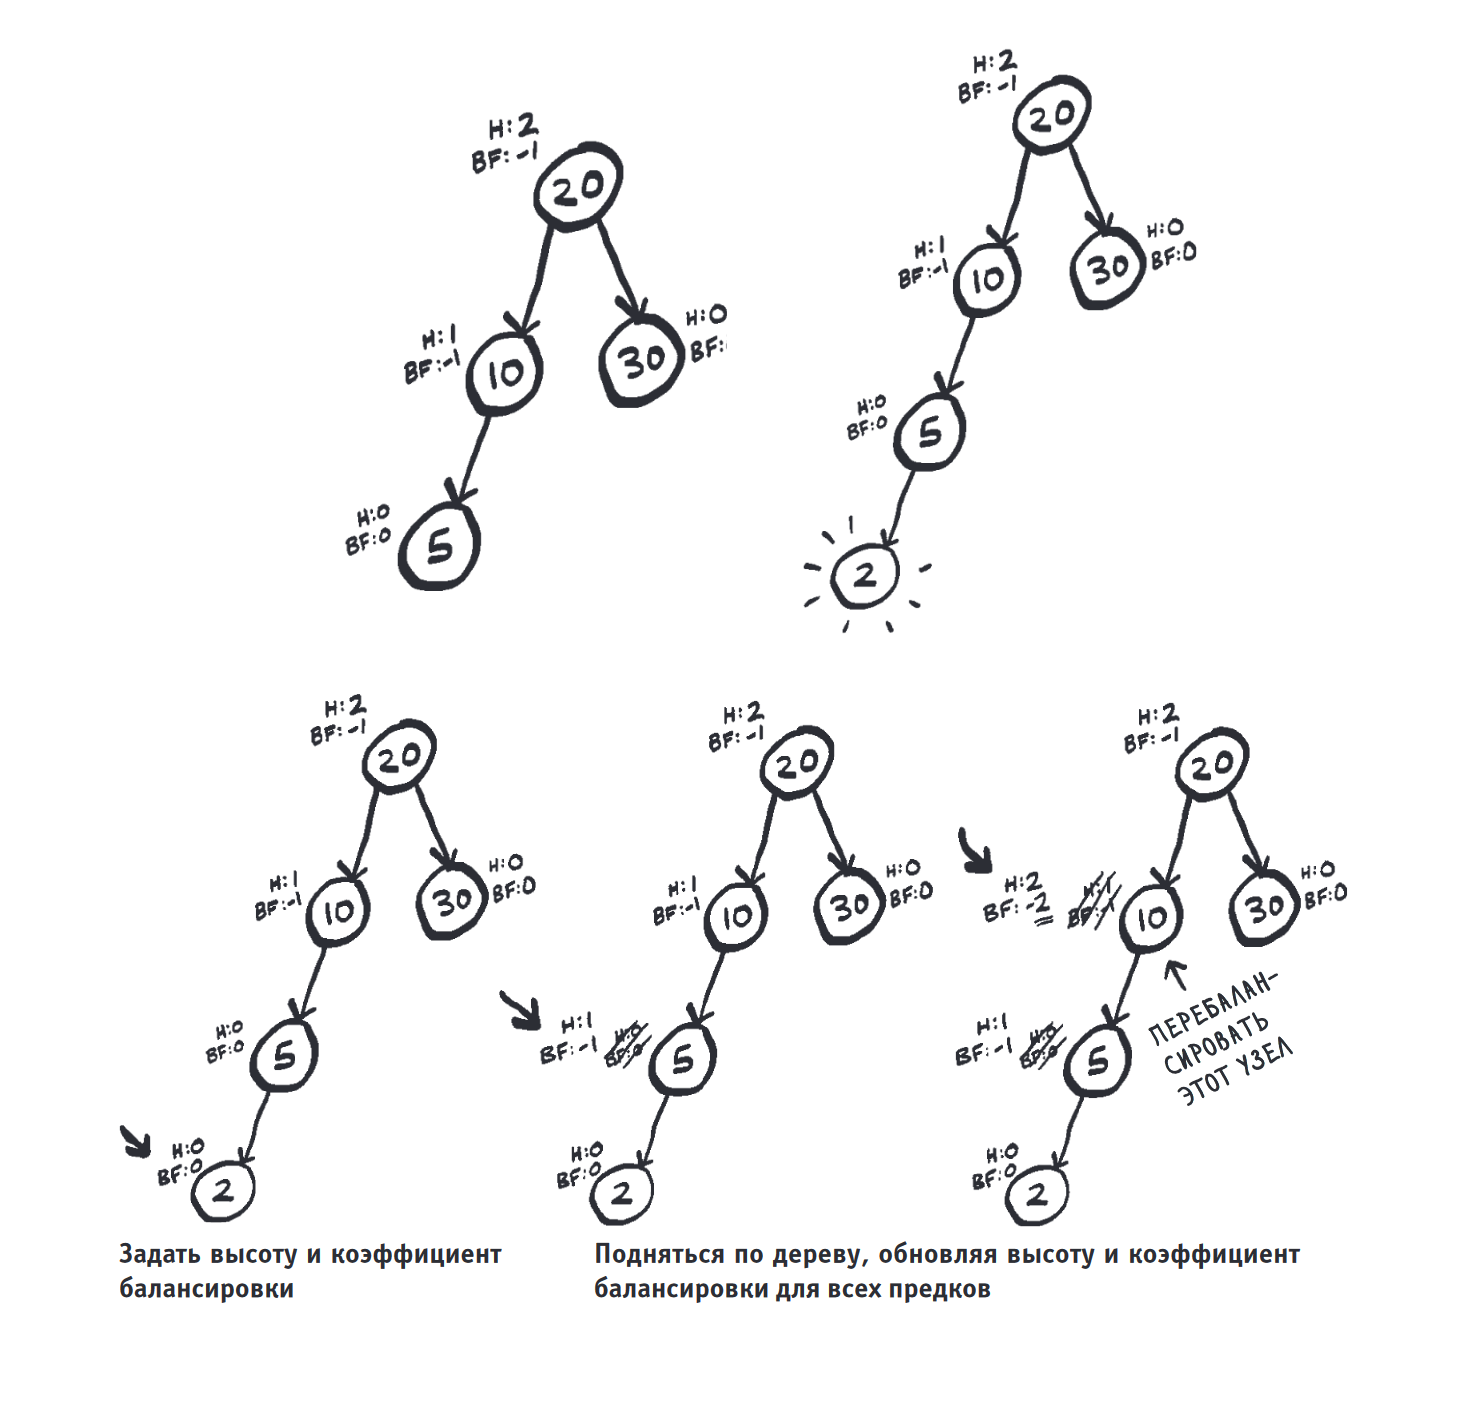 H:2
BF:-1
20
H:1
BF:-1
10
30
H:0
BF:
H:0
BF:0
5
H:2
BF:-1
20
H:1
BF:-1
10
30
H:0
BF:0
H:0
BF:0
5
2
H:2
BF:-1
20
H:1
BF:-1
10
30
H:0
BF:0
H:0
BF:0
5
H:0
BF:0
2
H:2
BF:-1
20
H:1
BF:-1
10
30
H:0
BF:0
H:1
BF:-1
H:0
BF:0
5
H:0
BF:0
2
H:2
BF:-1
20
H:2
BF:-2
H:1
BF:-1
10
30
H:0
BF:0
H:1
BF:-1
H:0
BF:0
5
ПЕРЕБАЛАН-
СИРОВАТЬ
ЭТОТ УЗЕЛ
H:0
BF:0
2
Задать высоту и коэффициент
балансировки
Подняться по дереву, обновляя высоту и коэффициент
балансировки для всех предков